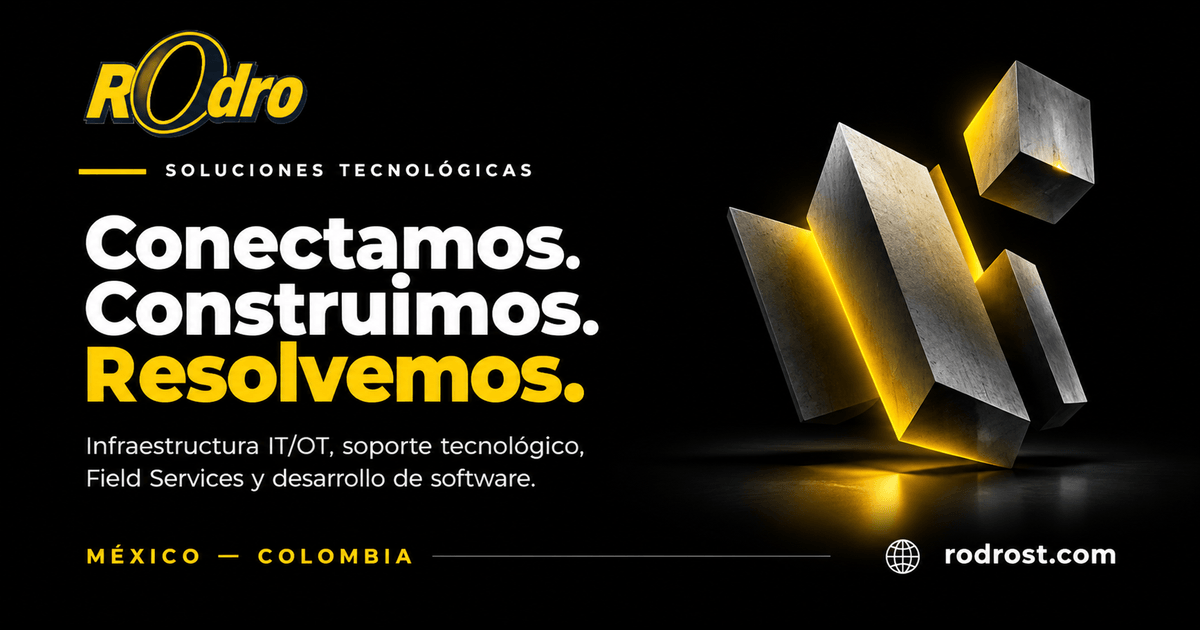 ROdro
SOLUCIONES TECNOLÓGICAS
Conectamos.
Construimos.
Resolvemos.
Infraestructura IT/OT, soporte tecnológico,
Field Services y desarrollo de software.
MÉXICO — COLOMBIA
rodrost.com